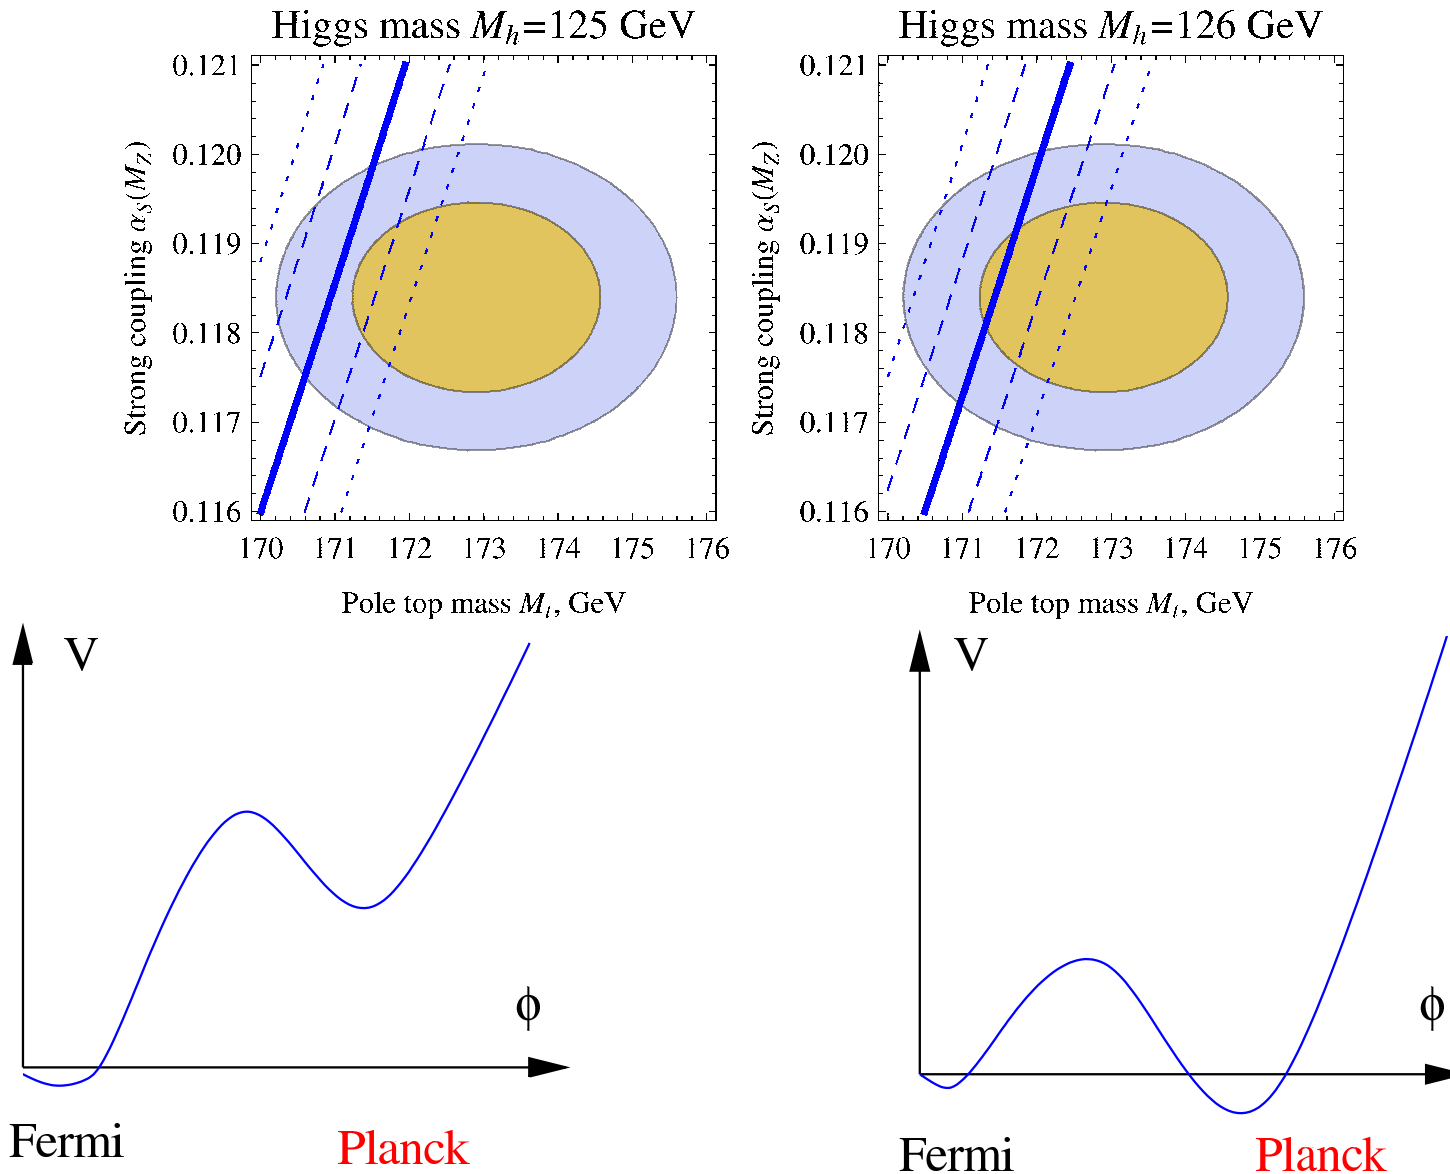 Higgs mass M_h=125 GeV
Strong coupling α_S(M_Z)
0.121
0.120
0.119
0.118
0.117
0.116
170 171 172 173 174 175 176
Pole top mass M_t, GeV
Higgs mass M_h=126 GeV
Strong coupling α_S(M_Z)
0.121
0.120
0.119
0.118
0.117
0.116
170 171 172 173 174 175 176
Pole top mass M_t, GeV
V
ϕ
Fermi Planck
V
ϕ
Fermi Planck